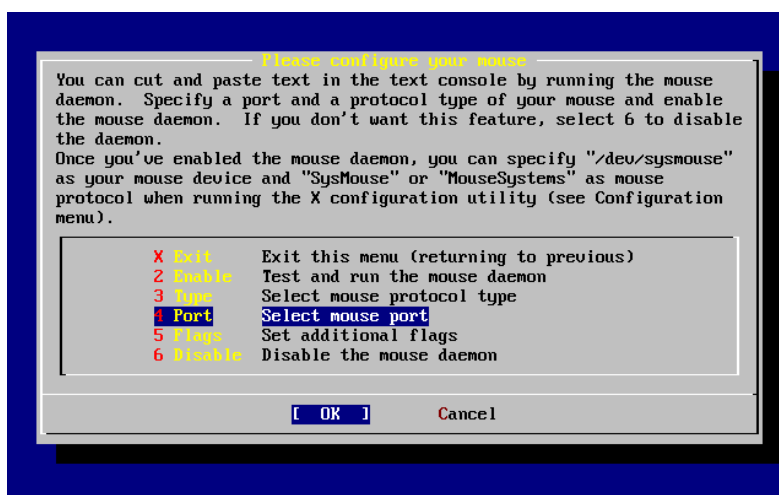 Please configure your mouse
You can cut and paste text in the text console by running the mouse
daemon.  Specify a port and a protocol type of your mouse and enable
the mouse daemon.  If you don't want this feature, select 6 to disable
the daemon.
Once you've enabled the mouse daemon, you can specify "/dev/sysmouse"
as your mouse device and "SysMouse" or "MouseSystems" as mouse
protocol when running the X configuration utility (see Configuration
menu).
X Exit Exit this menu (returning to previous)
2 Enable Test and run the mouse daemon
3 Type Select mouse protocol type
4 Port Select mouse port
5 Flags Set additional flags
6 Disable Disable the mouse daemon
[ OK ] Cancel